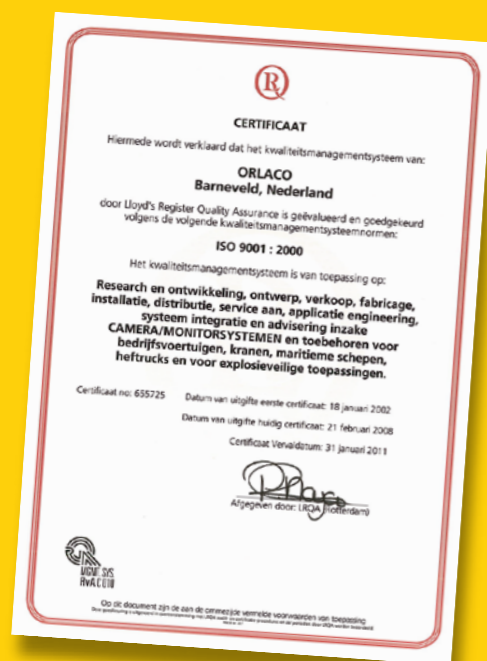 R
CERTIFICAAT
Hiermede wordt verklaard dat het kwaliteitsmanagementsysteem van:
ORLACO
Barneveld, Nederland
door Lloyd's Register Quality Assurance is geëvalueerd en goedgekeurd
volgens de volgende kwaliteitsmanagementsysteemnormen:
ISO 9001 : 2000
Het kwaliteitsmanagementsysteem is van toepassing op:
Research en ontwikkeling, ontwerp, verkoop, fabricage,
installatie, distributie, service aan, applicatie engineering,
systeem integratie en advisering inzake
CAMERA/MONITORSYSTEMEN en toebehoren voor
bedrijfsvoertuigen, kranen, maritieme schepen,
heftrucks en voor explosieveilige toepassingen.
Certificaat no: 655725 Datum van uitgifte eerste certificaat: 18 januari 2002
Datum van uitgifte huidig certificaat: 21 februari 2008
Certificaat Vervaldatum: 31 januari 2011
Afgegeven door: LRQA Rotterdam
RvA C 010
Op dit document zijn de aan de ommezijde vermelde voorwaarden van toepassing